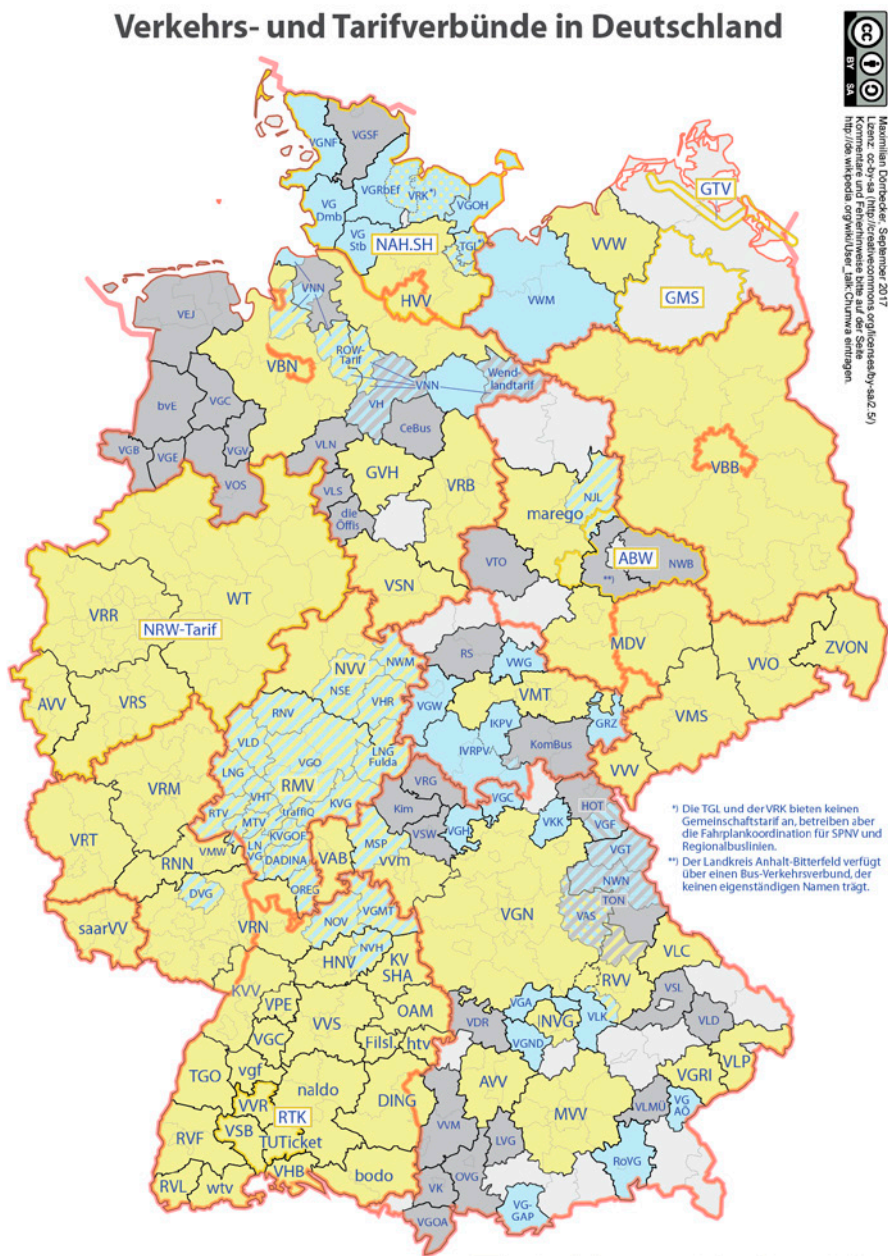 Verkehrs- und Tarifverbünde in Deutschland
CC
BY SA
Maximilian Dörrbecker, September 2017
Lizenz: cc-by-sa (http://creativecommons.org/licenses/by-sa/2.5/)
Kommentare und Fehlerhinweise bitte auf der Seite
http://de.wikipedia.org/wiki/User_talk:Chumwa eintragen.
VGNF
VGSF
VGRbEf
VRK*)
VG
Dmb
VGOH
VG
Stb
NAH.SH
TGL*)
GTV
VVW
GMS
HVV
VWM
VEJ
VNN
VBN
ROW-
Tarif
VNN
Wend-
landtarif
bvE
VGC
VH
CeBus
VGB
VGE
VGV
VLN
VOS
GVH
VRB
VBB
VLS
die
Öffis
marego
NJL
VTO
ABW
**)
NWB
WT
VSN
VRR
NRW-Tarif
MDV
VVO
ZVON
RS
NWM
NVV
NSE
VWG
AVV
VRS
VHR
VGW
VMT
VMS
RNV
IKPV
GRZ
VLD
VGO
LNG
Fulda
IVRPV
KomBus
LNG
RMV
VVV
VRM
VRG
VGC
VHT
traffiQ
KVG
Kim
HOT
RTV
MTV
VGH
VKK
VGF
VRT
KVGOF
VSW
RNN
VMW
LN
VG
DADINA
VAB
MSP
vvm
VGT
NWN
DVG
OREG
TON
VGN
VAS
saarVV
VRN
NOV
VGMT
NVH
HNV
KV
SHA
VLC
KVV
RVV
VSL
VPE
VVS
OAM
VGA
INVG
VLK
VDR
VLD
VGC
Filsl.
htv
VGND
TGO
vgf
AVV
VLP
naldo
VGRI
VVR
DING
MVV
RTK
VLMÜ
VG
AÖ
RVF
VSB
TUTicket
VVM
LVG
RoVG
RVL
wtv
VHB
bodo
VK
OVG
VG-
GAP
VGOA
*) Die TGL und der VRK bieten keinen
Gemeinschaftstarif an, betreiben aber
die Fahrplankoordination für SPNV und
Regionalbuslinien.
**) Der Landkreis Anhalt-Bitterfeld verfügt
über einen Bus-Verkehrsverbund, der
keinen eigenständigen Namen trägt.